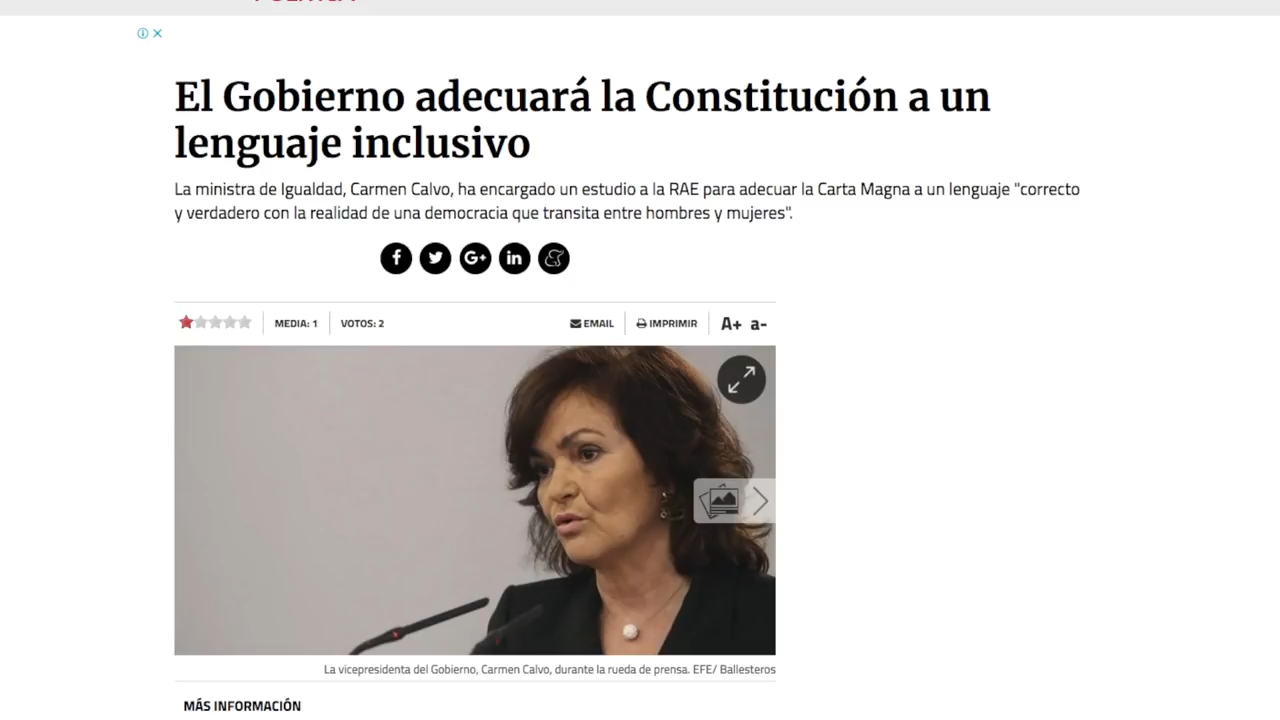 El Gobierno adecuará la Constitución a un
lenguaje inclusivo
La ministra de Igualdad, Carmen Calvo, ha encargado un estudio a la RAE para adecuar la Carta Magna a un lenguaje "correcto
y verdadero con la realidad de una democracia que transita entre hombres y mujeres".
MEDIA: 1 VOTOS: 2 EMAIL IMPRIMIR A+ a-
La vicepresidenta del Gobierno, Carmen Calvo, durante la rueda de prensa. EFE/ Ballesteros
MÁS INFORMACIÓN